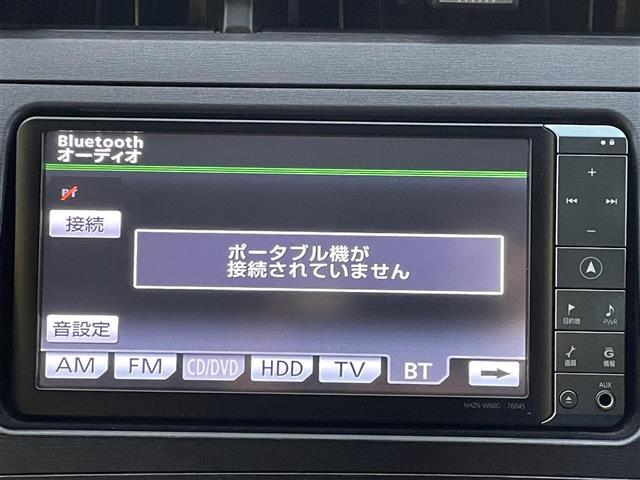 Bluetooth
オーディオ
BT
接続
ポータブル機が
接続されていません
音設定
AM FM CD/DVD HDD TV BT
+
−
目的地 PWR
画質 G 情報
AUX
NHZN-W60G 76045